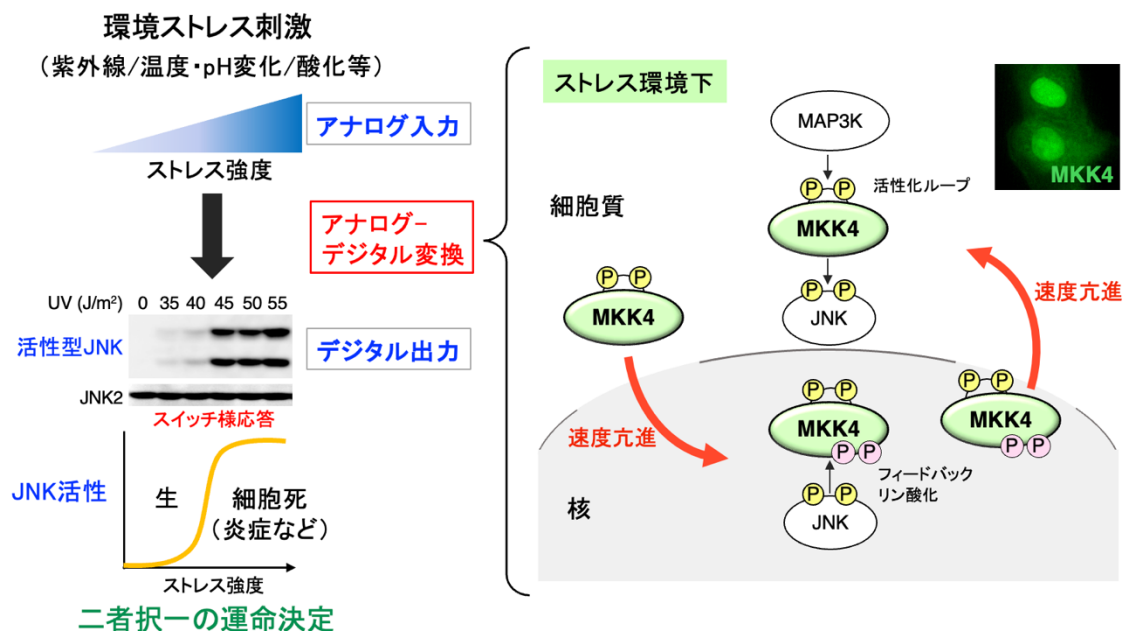 環境ストレス刺激
（紫外線/温度・pH変化/酸化等）
アナログ入力
ストレス強度
アナログ–
デジタル変換
UV (J/m²) 0 35 40 45 50 55
活性型JNK
デジタル出力
JNK2
スイッチ様応答
JNK活性
生
細胞死
（炎症など）
ストレス強度
二者択一の運命決定
ストレス環境下
MKK4
MAP3K
P P
活性化ループ
細胞質
MKK4
P P
MKK4
P P
JNK
速度亢進
速度亢進
P P
MKK4
P P
フィードバック
リン酸化
P P
JNK
P P
MKK4
P P
核